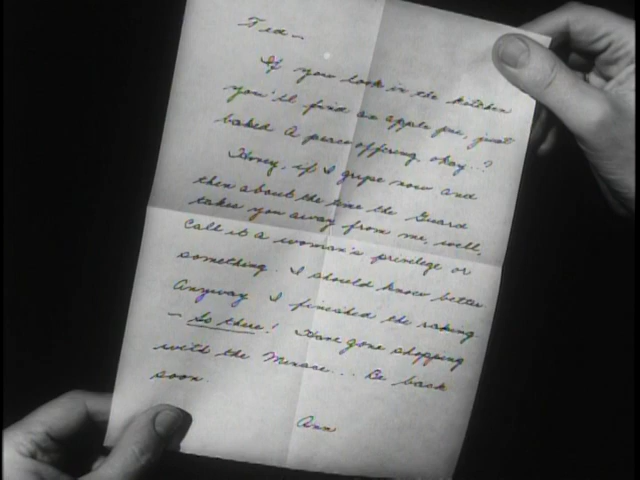 Ted —
If you look in the kitchen
you'll find an apple pie, just
baked. A peace offering, okay..?
Honey, if I gripe now and
then about the time the Guard
takes you away from me, well,
call it a woman's privilege or
something. I should know better
Anyway I finished the raking
— So there! Have gone shopping
with the Menace... Be back
soon.
Ann